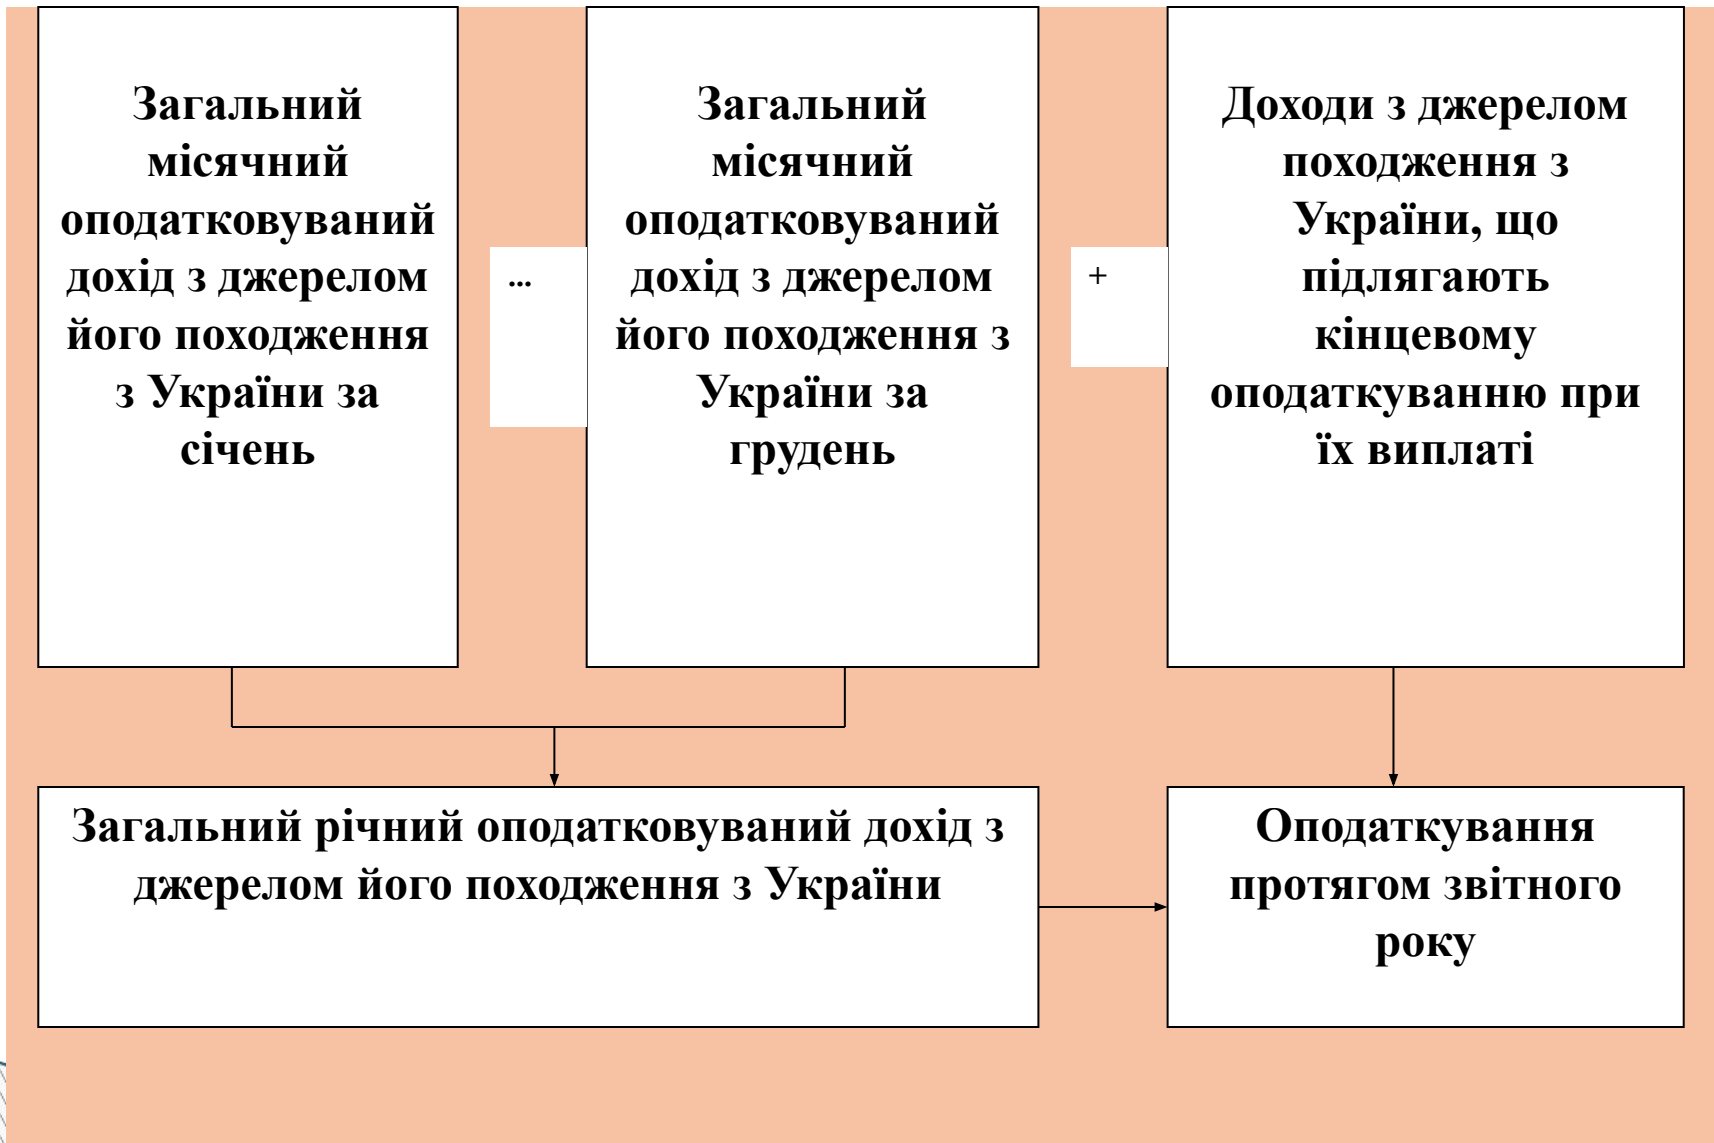 Загальний
місячний
оподатковуваний
дохід з джерелом
його походження
з України за
січень
...
Загальний
місячний
оподатковуваний
дохід з джерелом
його походження з
України за
грудень
+
Доходи з джерелом
походження з
України, що
підлягають
кінцевому
оподаткуванню при
їх виплаті
Загальний річний оподатковуваний дохід з
джерелом його походження з України
Оподаткування
протягом звітного
року